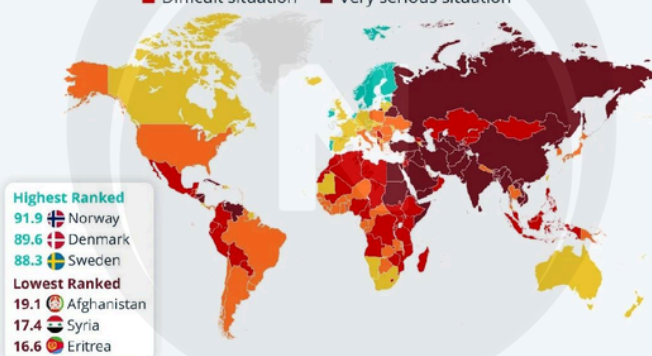 Difficult situation Very serious situation
Highest Ranked
91.9 Norway
89.6 Denmark
88.3 Sweden
Lowest Ranked
19.1 Afghanistan
17.4 Syria
16.6 Eritrea